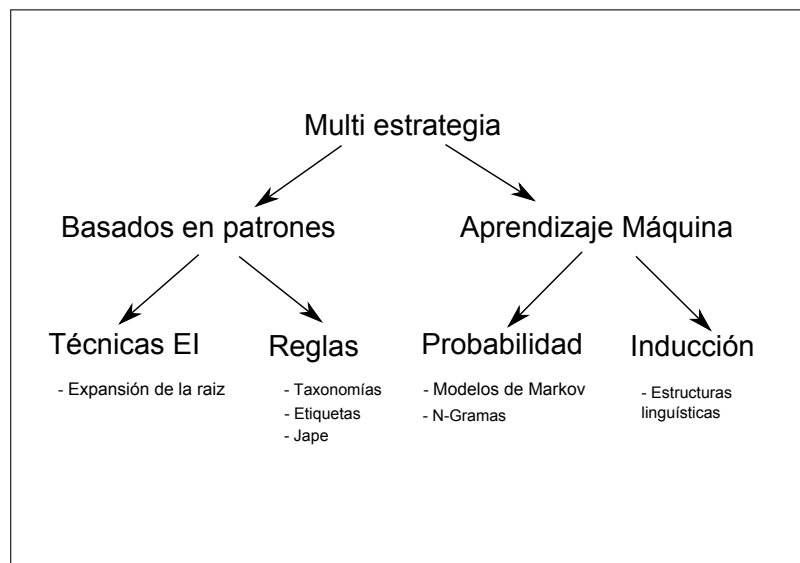 Multi estrategia
Basados en patrones
Aprendizaje Máquina
Técnicas EI
Reglas
Probabilidad
Inducción
- Expansión de la raiz
- Taxonomías
- Etiquetas
- Jape
- Modelos de Markov
- N-Gramas
- Estructuras
linguísticas